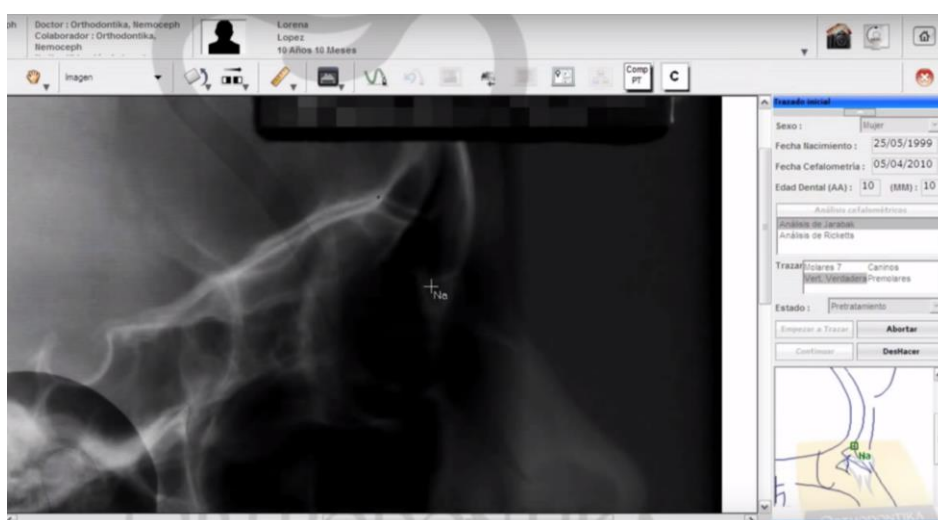 ph
Doctor : Orthodontika, Nemoceph
Colaborador : Orthodontika,
Nemoceph
Lorena
Lopez
10 Años 10 Meses
Imagen
Comp
PT
C
Trazado inicial
Sexo :
Mujer
Fecha Nacimiento :
25/05/1999
Fecha Cefalometría :
05/04/2010
Edad Dental (AA) :
10
(MM) :
10
Análisis cefalométricos
Análisis de Jarabak
Análisis de Ricketts
Trazar
Molares 7
Caninos
Vert. Verdadera
Premolares
Estado :
Pretratamiento
Empezar a Trazar
Abortar
Continuar
DesHacer
Na
Na
ORTHODONTIKA